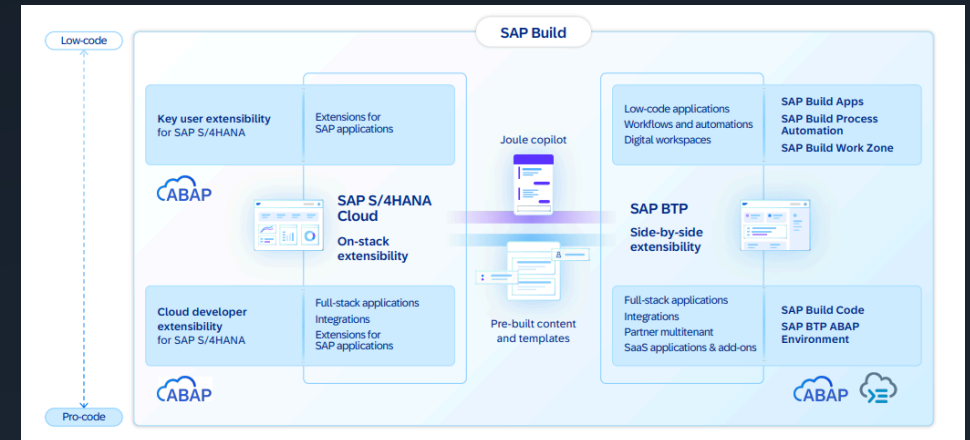 SAP Build
Low-code
Key user extensibility
for SAP S/4HANA
Extensions for
SAP applications
ABAP
SAP S/4HANA
Cloud
On-stack
extensibility
Cloud developer
extensibility
for SAP S/4HANA
Full-stack applications
Integrations
Extensions for
SAP applications
ABAP
Pro-code
Joule copilot
Pre-built content
and templates
Low-code applications
Workflows and automations
Digital workspaces
SAP Build Apps
SAP Build Process
Automation
SAP Build Work Zone
SAP BTP
Side-by-side
extensibility
Full-stack applications
Integrations
Partner multitenant
SaaS applications & add-ons
SAP Build Code
SAP BTP ABAP
Environment
ABAP